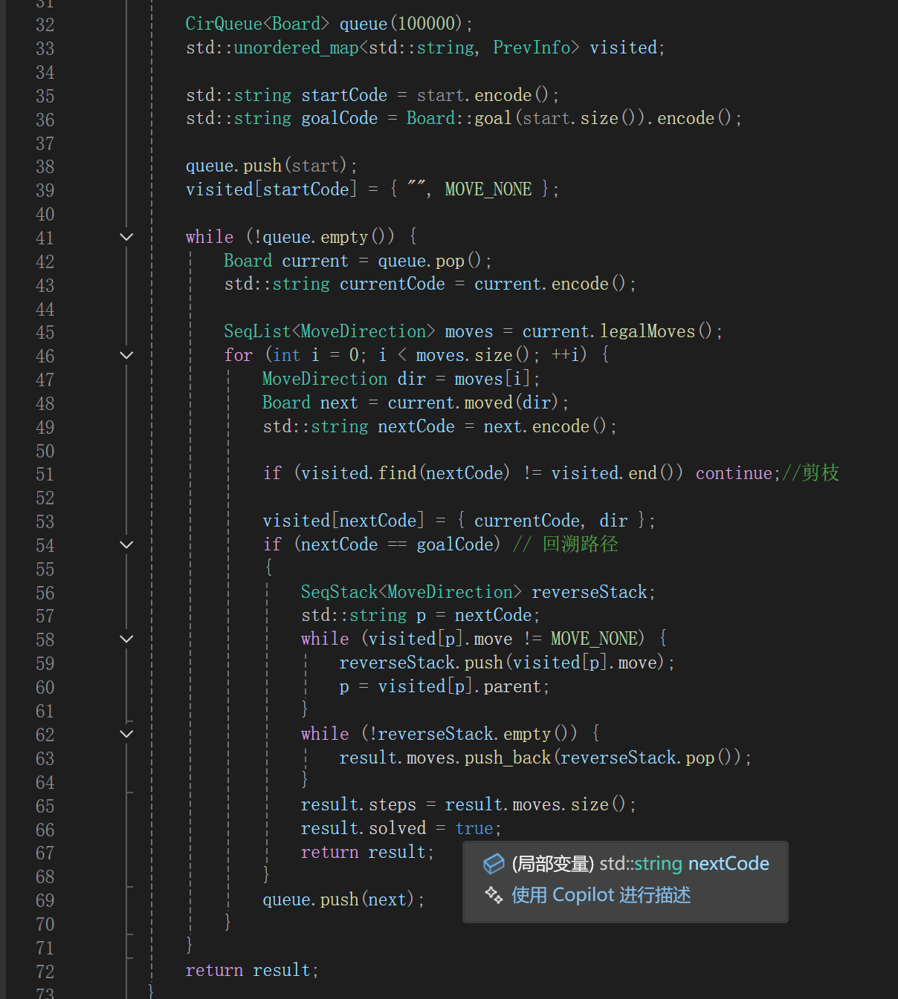 31
32 CirQueue<Board> queue(100000);
33 std::unordered_map<std::string, PrevInfo> visited;
34
35 std::string startCode = start.encode();
36 std::string goalCode = Board::goal(start.size()).encode();
37
38 queue.push(start);
39 visited[startCode] = { "", MOVE_NONE };
40
41 while (!queue.empty()) {
42 Board current = queue.pop();
43 std::string currentCode = current.encode();
44
45 SeqList<MoveDirection> moves = current.legalMoves();
46 for (int i = 0; i < moves.size(); ++i) {
47 MoveDirection dir = moves[i];
48 Board next = current.moved(dir);
49 std::string nextCode = next.encode();
50
51 if (visited.find(nextCode) != visited.end()) continue;//剪枝
52
53 visited[nextCode] = { currentCode, dir };
54 if (nextCode == goalCode) // 回溯路径
55 {
56 SeqStack<MoveDirection> reverseStack;
57 std::string p = nextCode;
58 while (visited[p].move != MOVE_NONE) {
59 reverseStack.push(visited[p].move);
60 p = visited[p].parent;
61 }
62 while (!reverseStack.empty()) {
63 result.moves.push_back(reverseStack.pop());
64 }
65 result.steps = result.moves.size();
66 result.solved = true;
67 return result;
(局部变量) std::string nextCode
68 }
使用 Copilot 进行描述
69 queue.push(next);
70 }
71 }
72 return result;
73 }